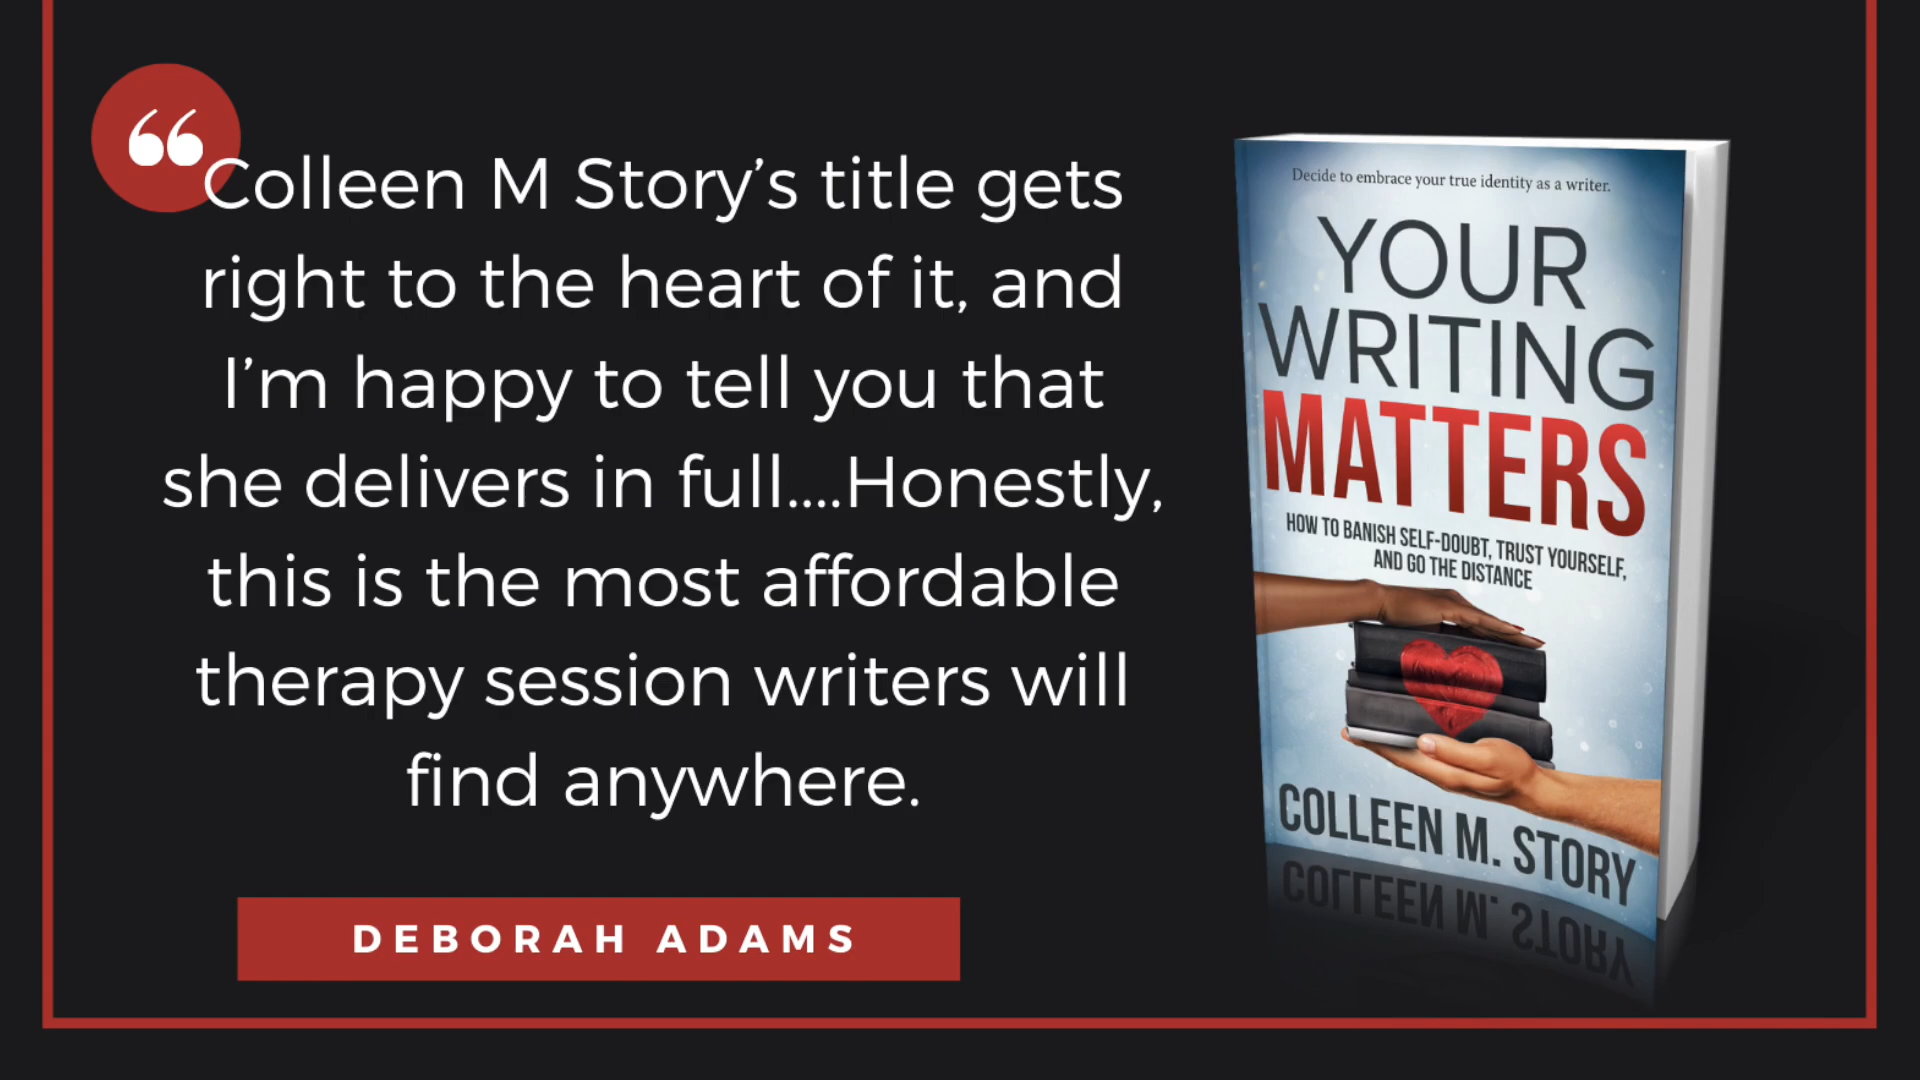 “
Colleen M Story’s title gets
right to the heart of it, and
I’m happy to tell you that
she delivers in full....Honestly,
this is the most affordable
therapy session writers will
find anywhere.
DEBORAH ADAMS
Decide to embrace your true identity as a writer.
YOUR
WRITING
MATTERS
HOW TO BANISH SELF-DOUBT, TRUST YOURSELF,
AND GO THE DISTANCE
COLLEEN M. STORY